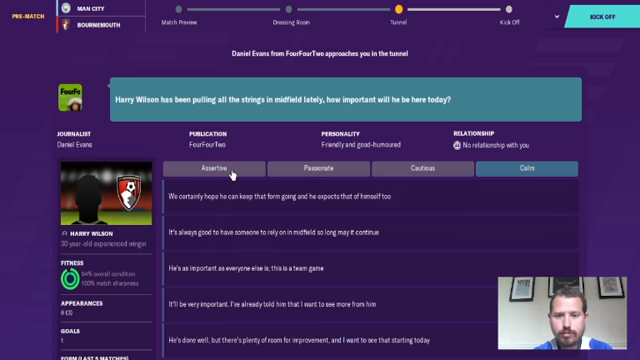 PRE-MATCH
MAN CITY
BOURNEMOUTH
Match Preview
Dressing Room
Tunnel
Kick Off
KICK OFF
Daniel Evans from FourFourTwo approaches you in the tunnel
FourFo
Harry Wilson has been pulling all the strings in midfield lately, how important will he be here today?
JOURNALIST
Daniel Evans
PUBLICATION
FourFourTwo
PERSONALITY
Friendly and good-humoured
RELATIONSHIP
No relationship with you
Assertive
Passionate
Cautious
Calm
We certainly hope he can keep that form going and he expects that of himself too
It's always good to have someone to rely on in midfield so long may it continue
He's as important as everyone else is; this is a team game
It'll be very important. I've already told him that I want to see more from him
He's done well, but there's plenty of room for improvement, and I want to see that starting today
HARRY WILSON
30 year-old experienced winger
FITNESS
94% overall condition
100% match sharpness
APPEARANCES
6 (3)
GOALS
1
FORM (LAST 5 MATCHES)